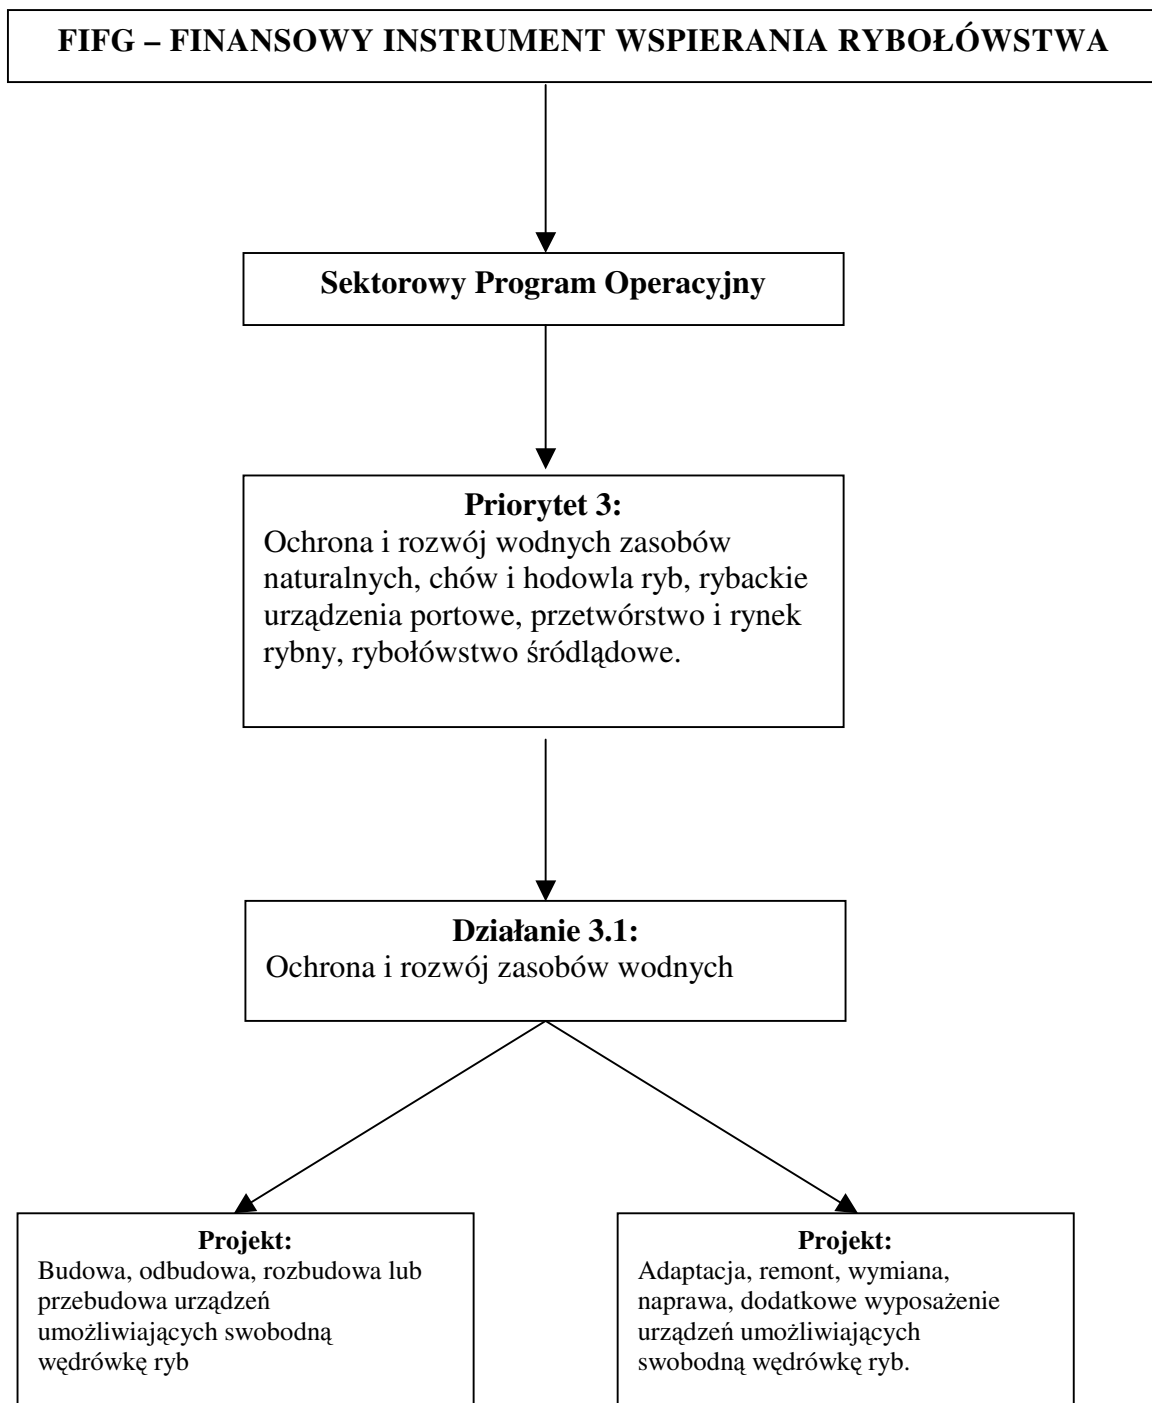 FIFG – FINANSOWY INSTRUMENT WSPIERANIA RYBOŁÓWSTWA
Sektorowy Program Operacyjny
Priorytet 3:
Ochrona i rozwój wodnych zasobów
naturalnych, chów i hodowla ryb, rybackie
urządzenia portowe, przetwórstwo i rynek
rybny, rybołówstwo śródlądowe.
Działanie 3.1:
Ochrona i rozwój zasobów wodnych
Projekt:
Budowa, odbudowa, rozbudowa lub
przebudowa urządzeń
umożliwiających swobodną
wędrówkę ryb
Projekt:
Adaptacja, remont, wymiana,
naprawa, dodatkowe wyposażenie
urządzeń umożliwiających
swobodną wędrówkę ryb.